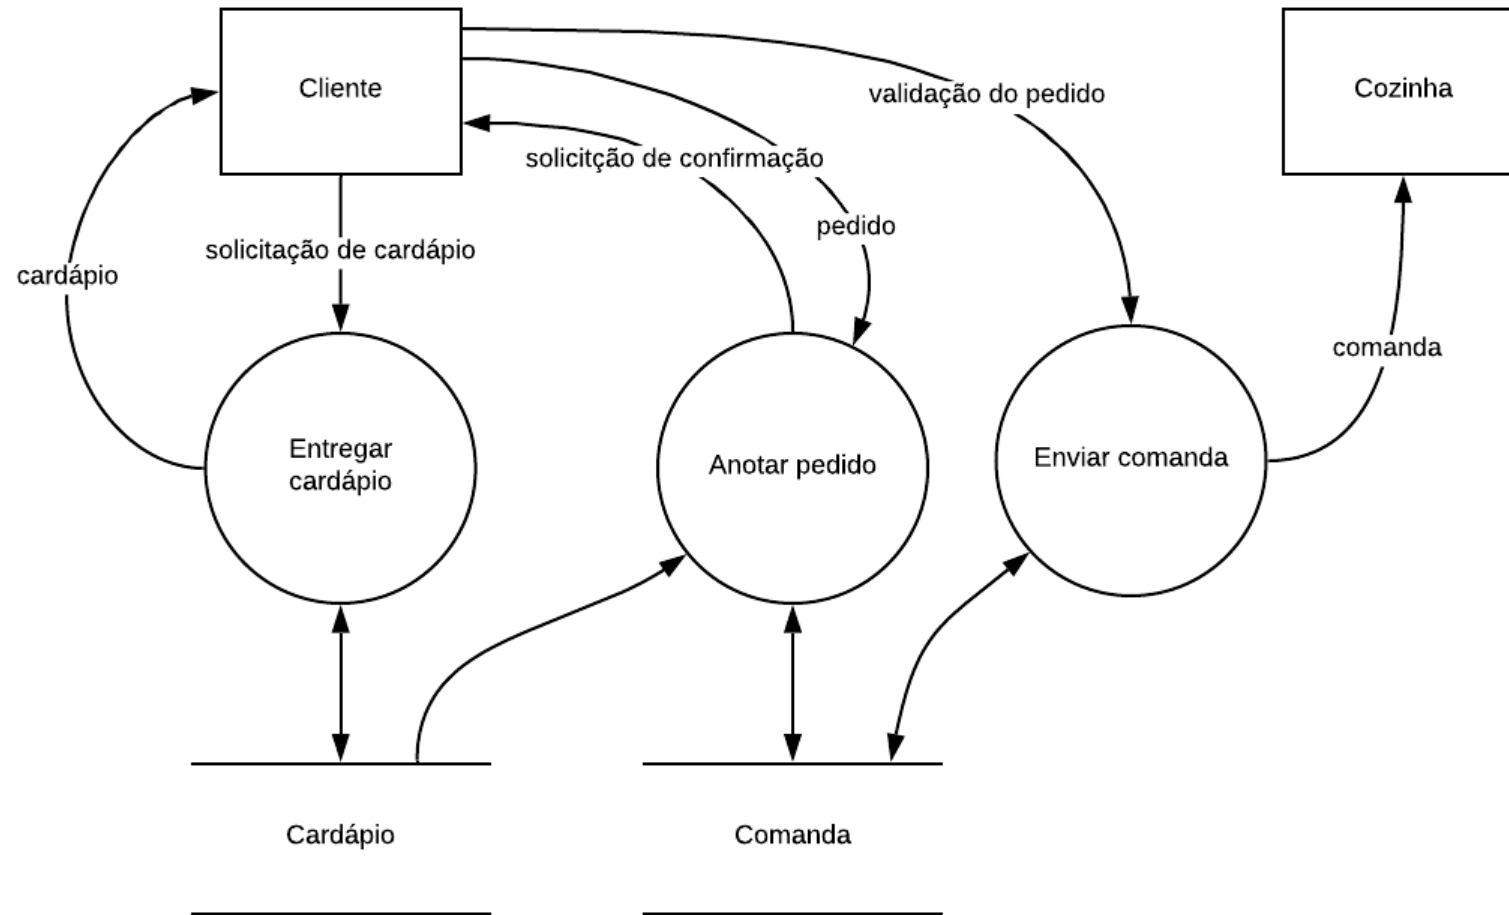 Cliente
Cozinha
validação do pedido
solicitção de confirmação
pedido
solicitação de cardápio
cardápio
comanda
Entregar
cardápio
Anotar pedido
Enviar comanda
Cardápio
Comanda